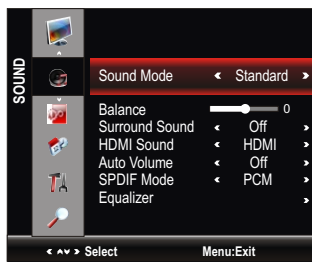 SOUND
Sound Mode Standard
Balance 0
Surround Sound Off
HDMI Sound HDMI
Auto Volume Off
SPDIF Mode PCM
Equalizer
Select Menu:Exit